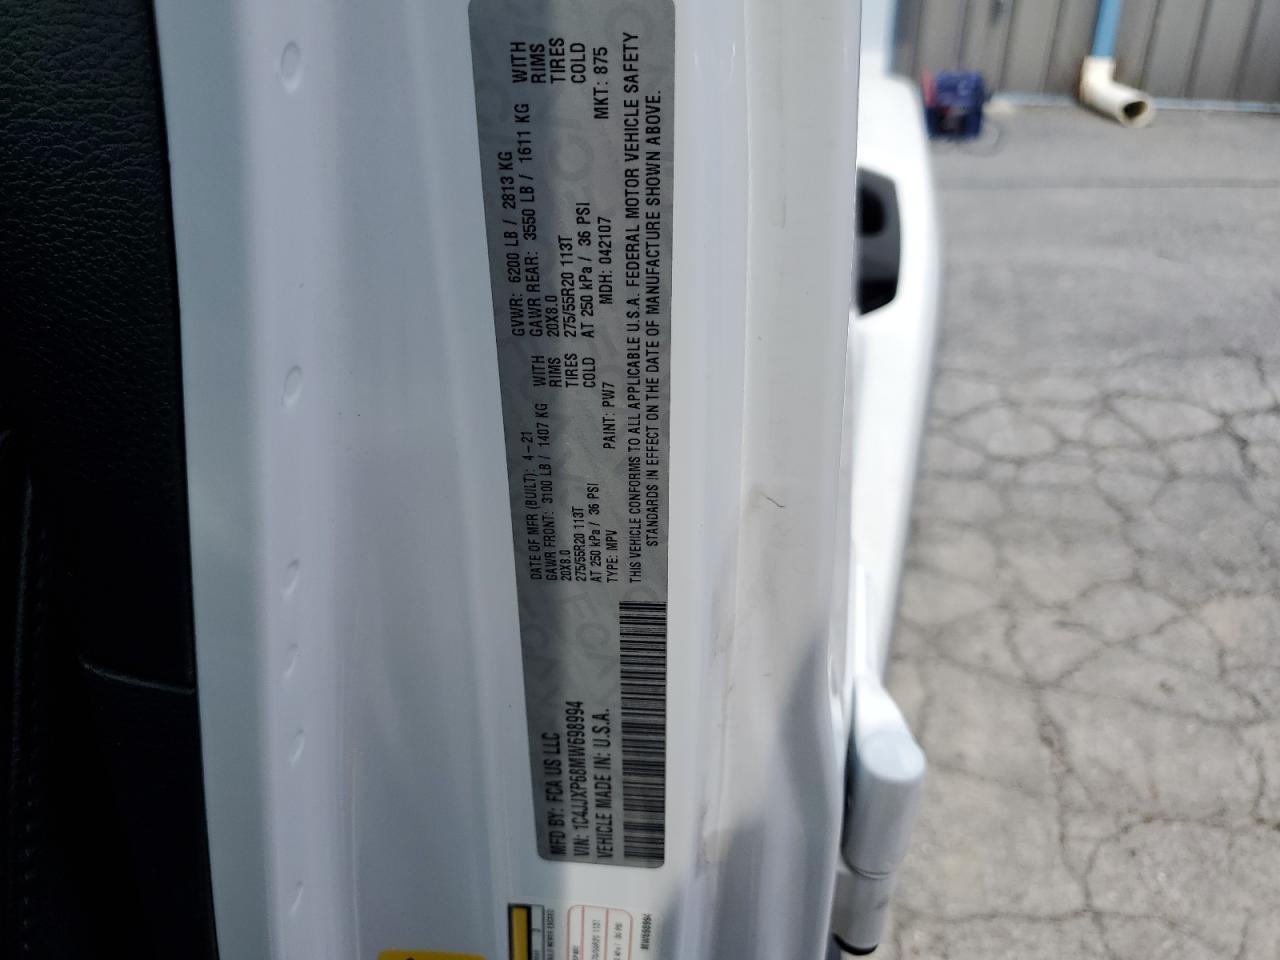 MFD BY: FCA US LLC
VIN: 1C4JJXP68MW698994
VEHICLE MADE IN: U.S.A.
DATE OF MFR (BUILT): 4-21
GAWR FRONT: 3100 LB / 1407 KG WITH
20X8.0 RIMS
275/55R20 113T TIRES
AT 250 kPa / 36 PSI COLD
TYPE: MPV PAINT: PW7
GVWR: 6200 LB / 2813 KG
GAWR REAR: 3550 LB / 1611 KG WITH
20X8.0 RIMS
275/55R20 113T TIRES
AT 250 kPa / 36 PSI COLD
MDH: 042107 MKT: 875
THIS VEHICLE CONFORMS TO ALL APPLICABLE U.S.A. FEDERAL MOTOR VEHICLE SAFETY
STANDARDS IN EFFECT ON THE DATE OF MANUFACTURE SHOWN ABOVE.
MW698994